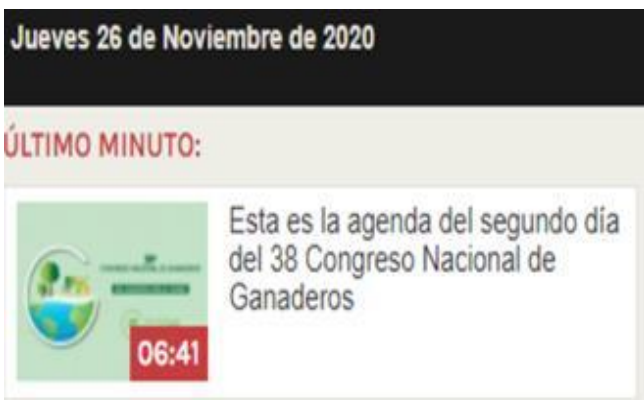 Jueves 26 de Noviembre de 2020
ÚLTIMO MINUTO:
Esta es la agenda del segundo día
del 38 Congreso Nacional de
Ganaderos
06:41